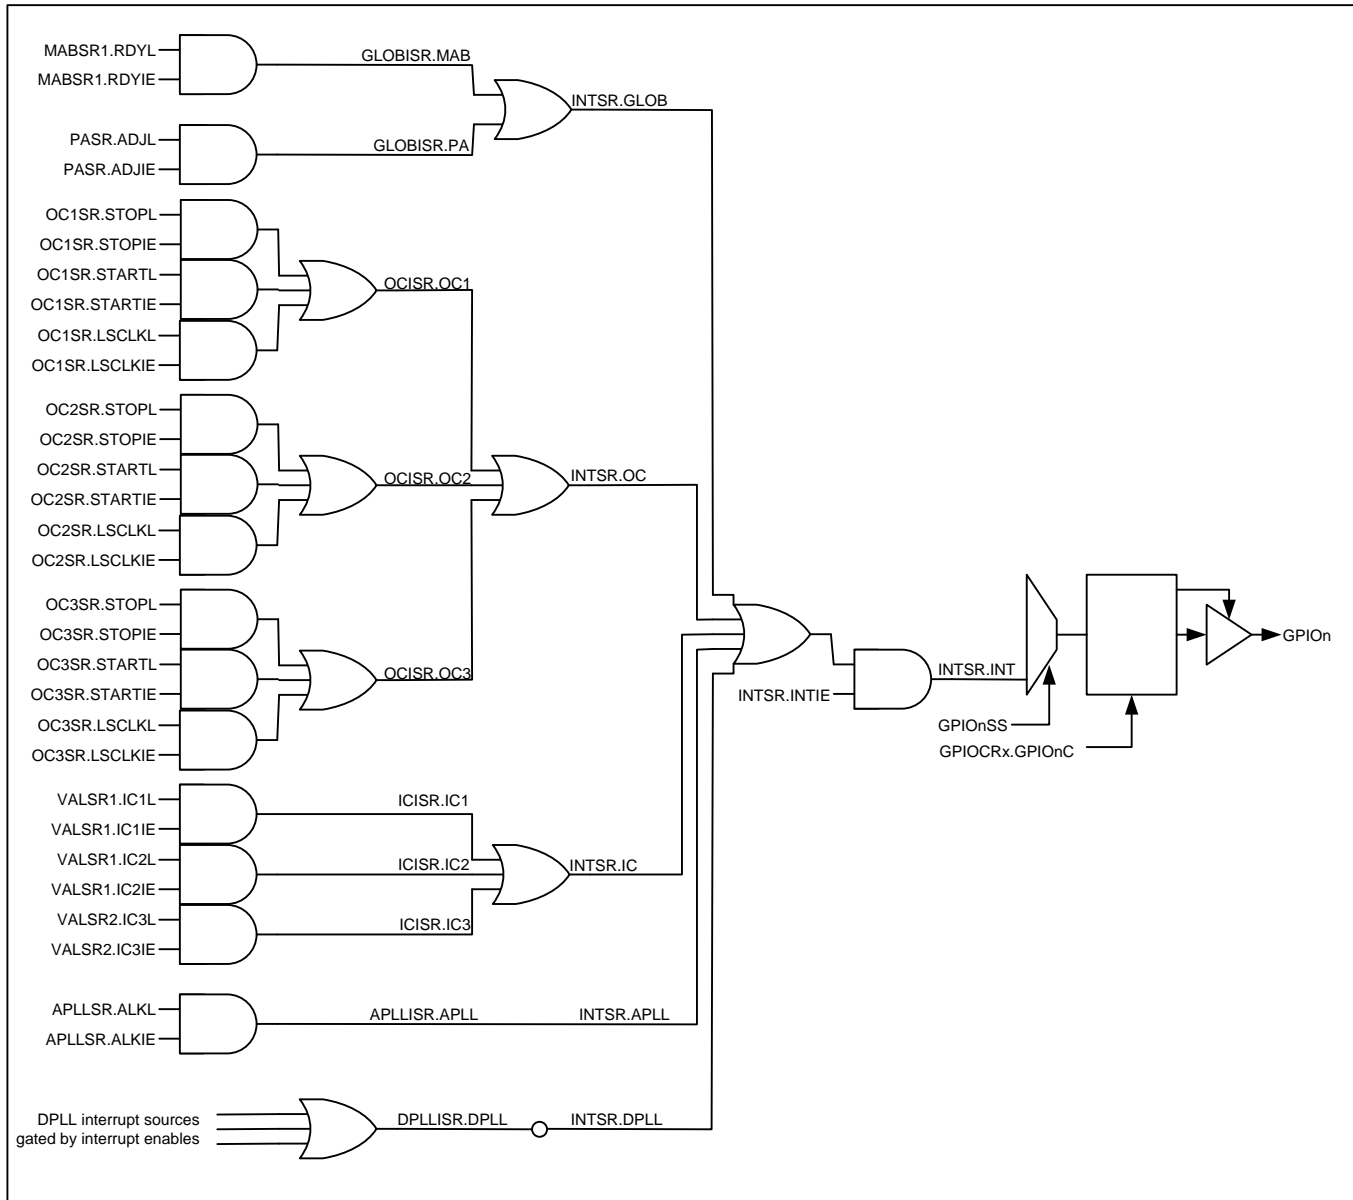 MABSR1.RDYL
MABSR1.RDYIE
GLOBISR.MAB
INTSR.GLOB
PASR.ADJL
PASR.ADJIE
GLOBISR.PA
OC1SR.STOPL
OC1SR.STOPIE
OC1SR.STARTL
OC1SR.STARTIE
OC1SR.LSCLKL
OC1SR.LSCLKIE
OCISR.OC1
OC2SR.STOPL
OC2SR.STOPIE
OC2SR.STARTL
OC2SR.STARTIE
OC2SR.LSCLKL
OC2SR.LSCLKIE
OCISR.OC2
INTSR.OC
OC3SR.STOPL
OC3SR.STOPIE
OC3SR.STARTL
OC3SR.STARTIE
OC3SR.LSCLKL
OC3SR.LSCLKIE
OCISR.OC3
INTSR.INTIE
INTSR.INT
GPIOn
GPIOnSS
GPIOCRx.GPIOnC
VALSR1.IC1L
VALSR1.IC1IE
VALSR1.IC2L
VALSR1.IC2IE
VALSR2.IC3L
VALSR2.IC3IE
ICISR.IC1
ICISR.IC2
ICISR.IC3
INTSR.IC
APLLSR.ALKL
APLLSR.ALKIE
APLLISR.APLL
INTSR.APLL
DPLL interrupt sources
gated by interrupt enables
DPLLISR.DPLL
INTSR.DPLL